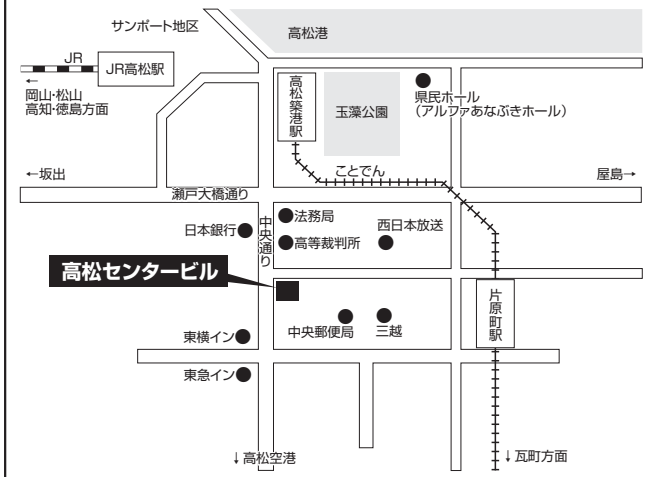 サンポート地区
高松港
JR
JR高松駅
←
岡山・松山
高知・徳島方面
高松築港駅
玉藻公園
県民ホール
(アルファあなぶきホール)
←坂出
ことでん
屋島→
瀬戸大橋通り
中央通り
日本銀行
法務局
高等裁判所
西日本放送
高松センタービル
片原町駅
中央郵便局
三越
東横イン
東急イン
↓高松空港
↓瓦町方面